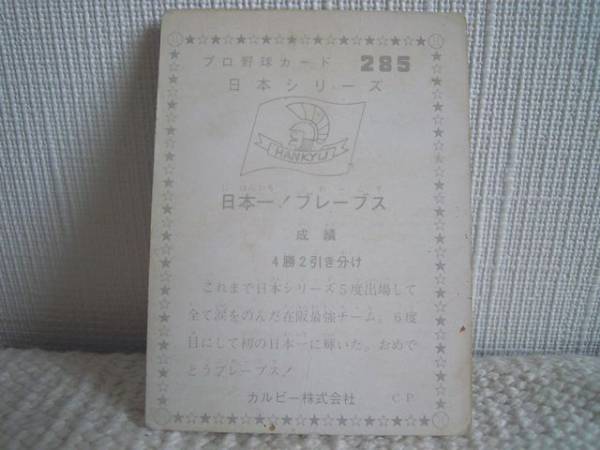 プロ野球カード 285
日本シリーズ
HANKYU
日本一!ブレーブス
成績
4勝2引き分け
これまで日本シリーズ5度出場して
全て涙をのんだ在阪最強チーム。6度
目にして初の日本一に輝いた。おめで
とうブレーブス!
カルビー株式会社 C.P